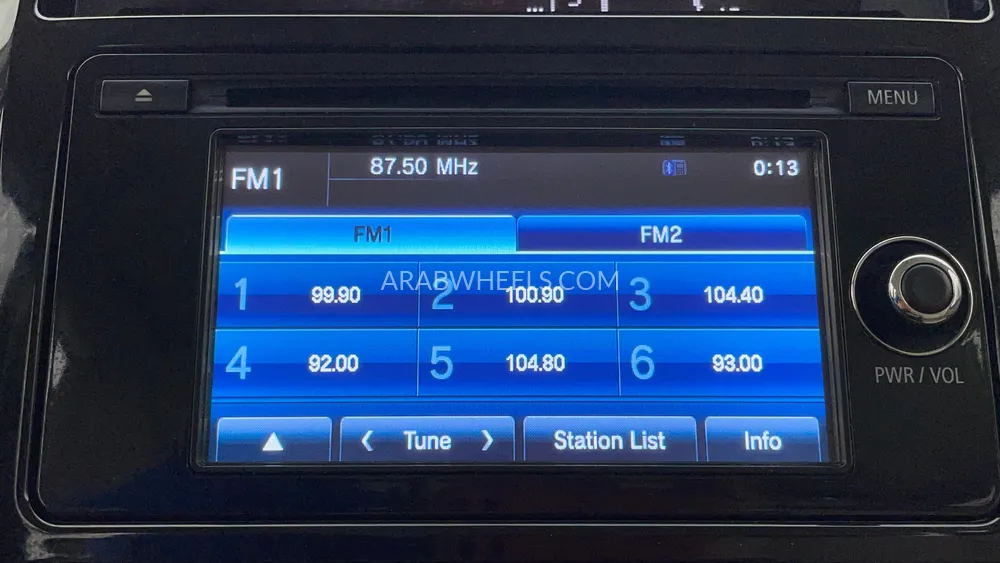 MENU
FM1 87.50 MHz 0:13
FM1 FM2
ARABWHEELS.COM
1 99.90 2 100.90 3 104.40
4 92.00 5 104.80 6 93.00
PWR / VOL
▲ < Tune > Station List Info